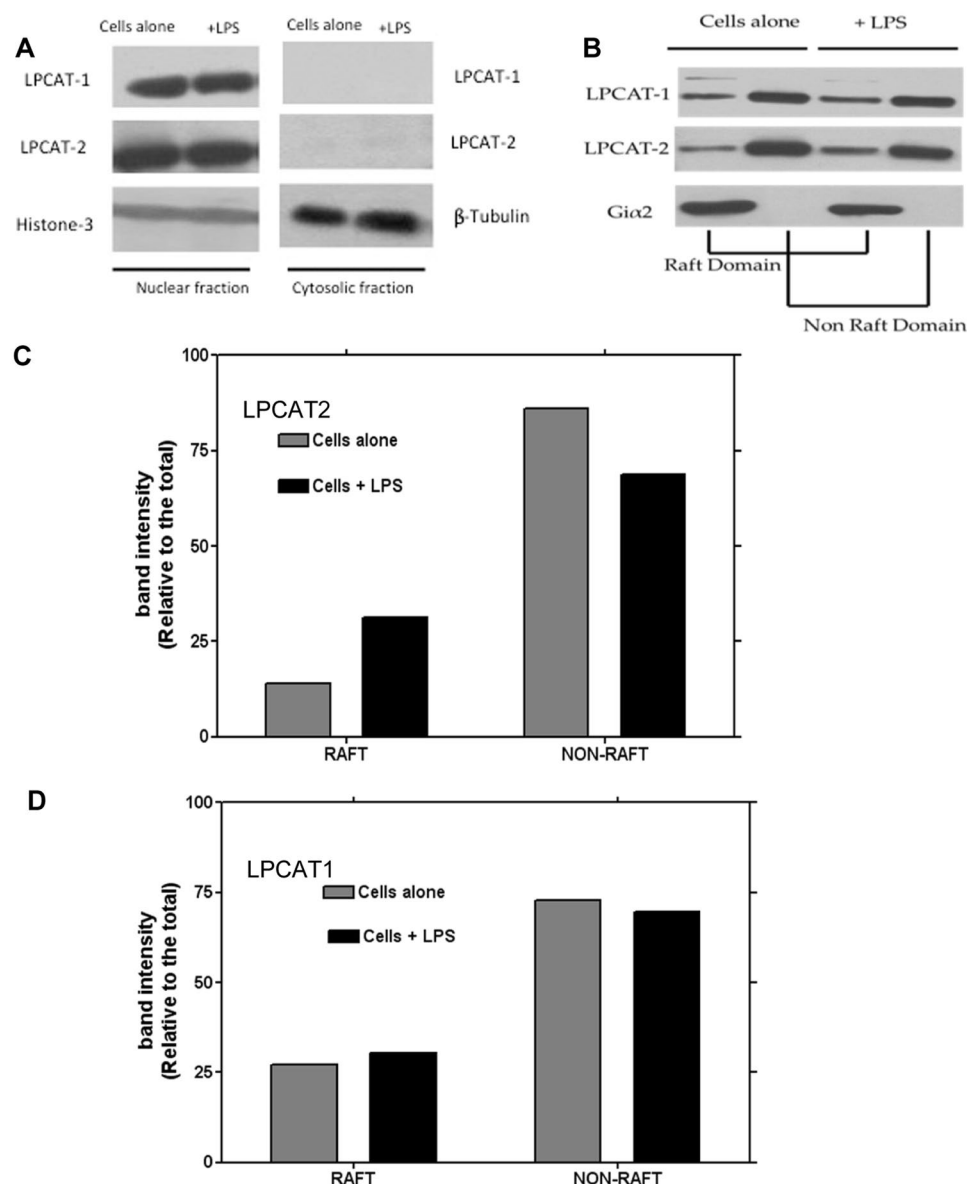 A
Cells alone +LPS Cells alone +LPS
LPCAT-1 LPCAT-1
LPCAT-2 LPCAT-2
Histone-3 β-Tubulin
Nuclear fraction Cytosolic fraction
B
Cells alone + LPS
LPCAT-1
LPCAT-2
Giα2
Raft Domain
Non Raft Domain
C
band intensity
(Relative to the total)
100
75
50
25
0
LPCAT2
Cells alone
Cells + LPS
RAFT NON-RAFT
D
band intensity
(Relative to the total)
100
75
50
25
0
LPCAT1
Cells alone
Cells + LPS
RAFT NON-RAFT